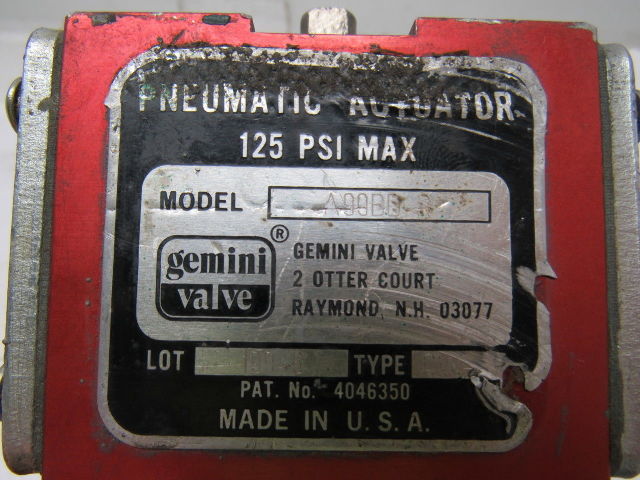 PNEUMATIC ACTUATOR
125 PSI MAX
MODEL
gemini valve ®
GEMINI VALVE
2 OTTER COURT
RAYMOND, N.H. 03077
LOT TYPE
PAT. No. 4046350
MADE IN U.S.A.